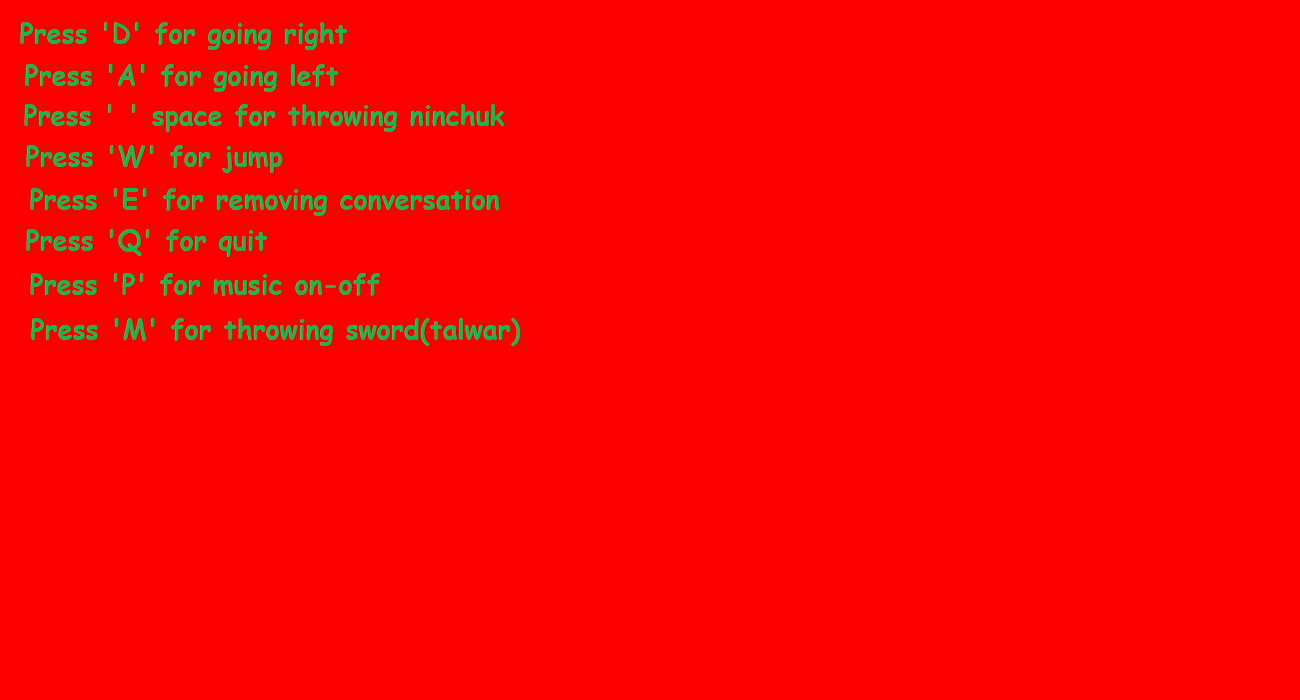 Press 'D' for going right
Press 'A' for going left
Press ' ' space for throwing ninchuk
Press 'W' for jump
Press 'E' for removing conversation
Press 'Q' for quit
Press 'P' for music on-off
Press 'M' for throwing sword(talwar)